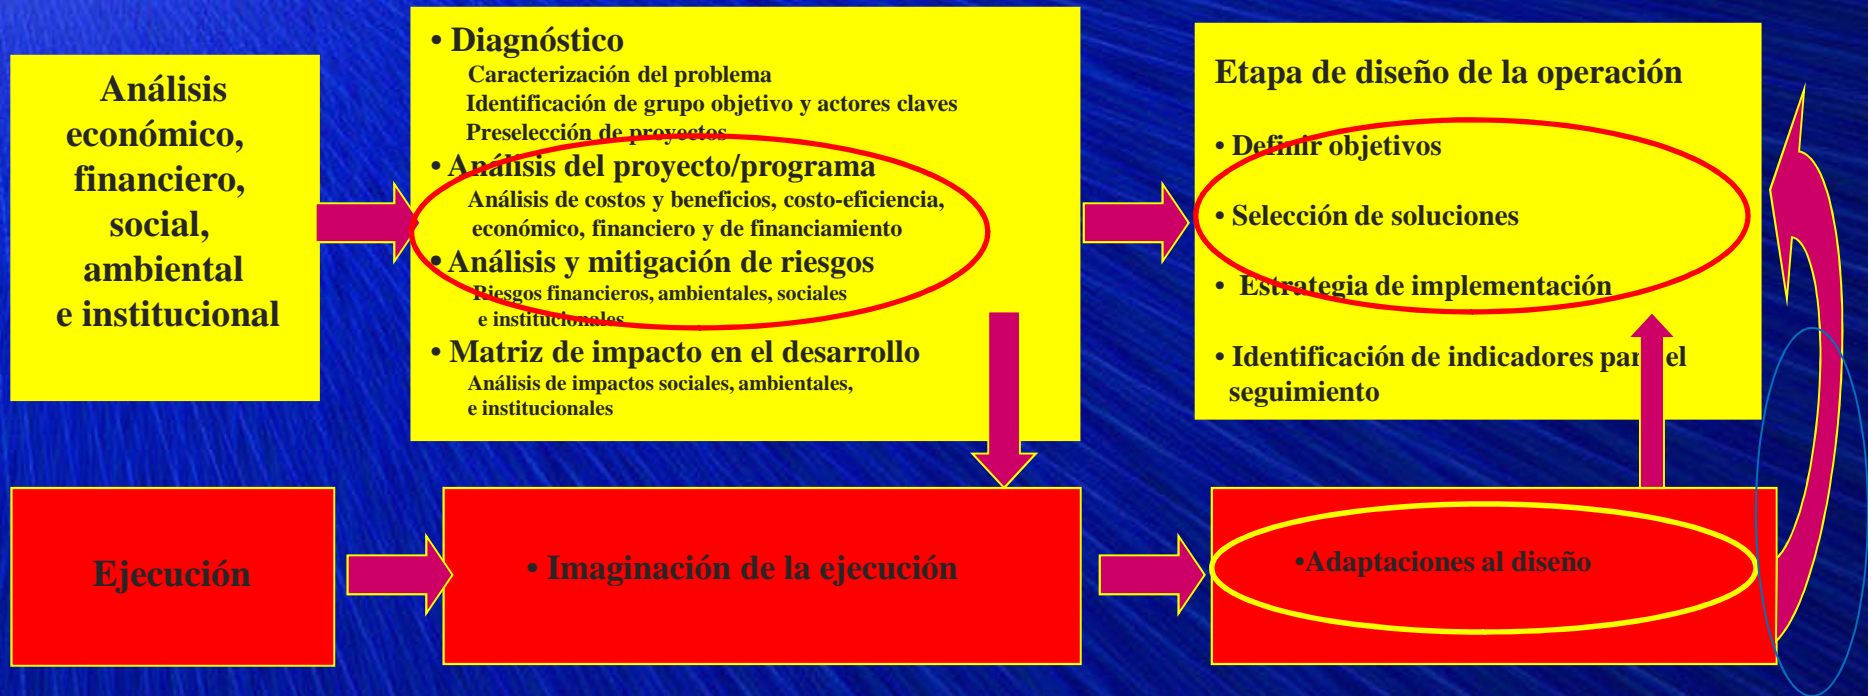 Análisis
económico,
financiero,
social,
ambiental
e institucional
• Diagnóstico
Caracterización del problema
Identificación de grupo objetivo y actores claves
Preselección de proyectos
• Análisis del proyecto/programa
Análisis de costos y beneficios, costo-eficiencia,
económico, financiero y de financiamiento
• Análisis y mitigación de riesgos
Riesgos financieros, ambientales, sociales
e institucionales
• Matriz de impacto en el desarrollo
Análisis de impactos sociales, ambientales,
e institucionales
Etapa de diseño de la operación
• Definir objetivos
• Selección de soluciones
• Estrategia de implementación
• Identificación de indicadores para el
seguimiento
Ejecución
• Imaginación de la ejecución
•Adaptaciones al diseño